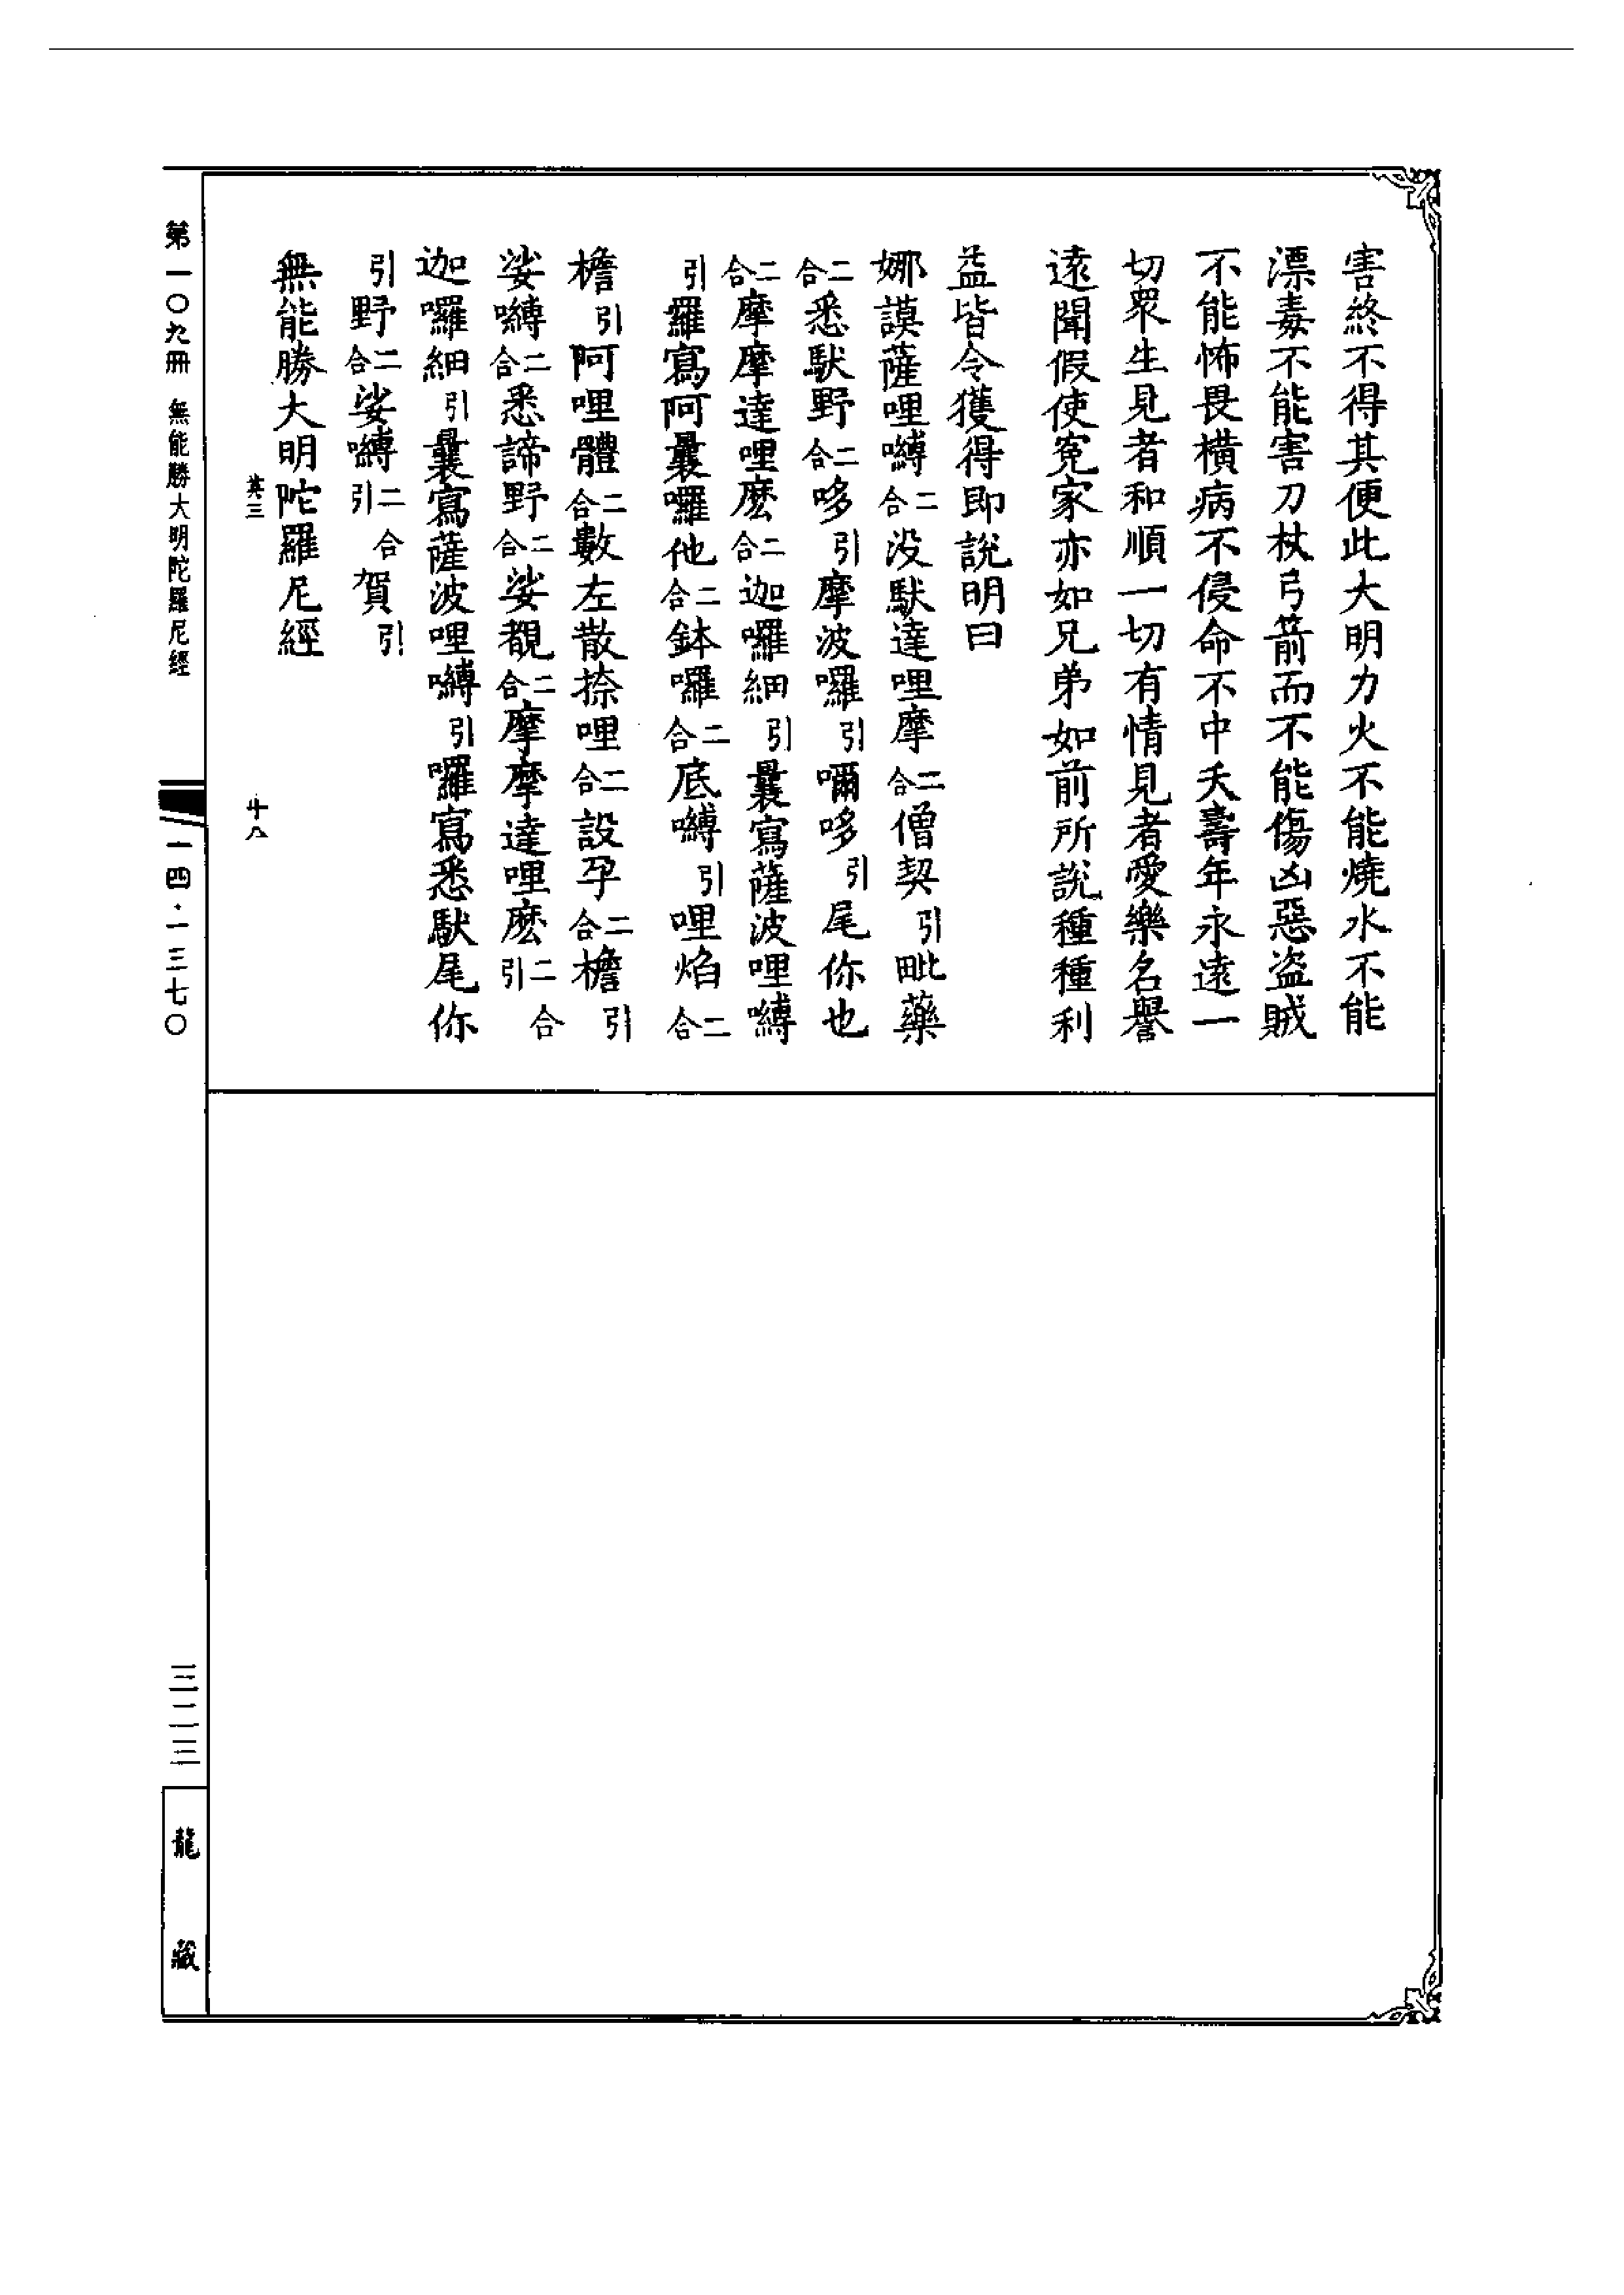 害終不得其便此大明力火不能燒水不能
漂毒不能害刀杖弓箭而不能傷凶惡盜賊
不能怖畏橫病不侵命不中夭壽年永遠一
切眾生見者和順一切有情見者愛樂名譽
遠聞假使冤家亦如兄弟如前所說種種利
益皆令獲得即說明曰
娜謨薩哩嚩二合沒馱達哩摩二合僧契引毗藥
二合悉馱野二合哆引摩波囉引嚩哆引尾你也
二合摩摩達哩麼二合迦囉細引曩寫薩波哩嚩
引羅寫阿曩囉他二合鉢囉二合底嚩引哩焰二合
檐引阿哩體二合數左散捺哩二合設孕二合檐引
娑嚩二合悉諦野二合娑覩二合摩摩達哩麼二合引
迦囉細引曩寫薩波哩嚩引囉寫悉馱尾你
引野二合娑嚩二合引賀引
無能勝大明陀羅尼經
英三
十八
第一〇九冊 無能勝大明陀羅尼經
一四·一三七〇
三二三
龍藏